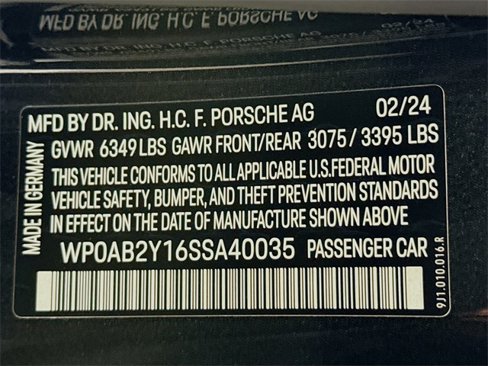 MFD BY DR. ING. H.C. F. PORSCHE AG 02/24
GVWR 6349 LBS GAWR FRONT/REAR 3075 / 3395 LBS
THIS VEHICLE CONFORMS TO ALL APPLICABLE U.S. FEDERAL MOTOR
VEHICLE SAFETY, BUMPER, AND THEFT PREVENTION STANDARDS
IN EFFECT ON THE DATE OF MANUFACTURE SHOWN ABOVE
WP0AB2Y16SSA40035 PASSENGER CAR
MADE IN GERMANY
9J1.010.016.R